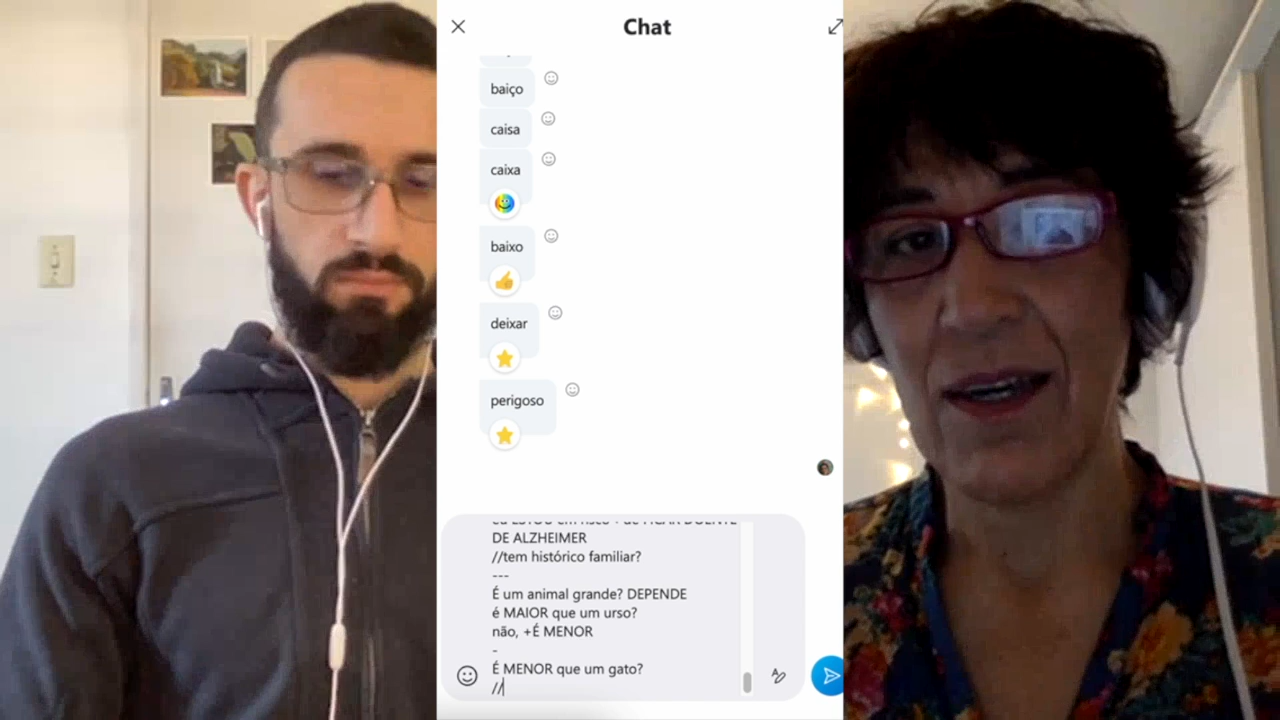 Chat
baiço
caisa
caixa
baixo
deixar
perigoso
DE ALZHEIMER
//tem histórico familiar?
---
É um animal grande? DEPENDE
é MAIOR que um urso?
não, +É MENOR
-
É MENOR que um gato?
//